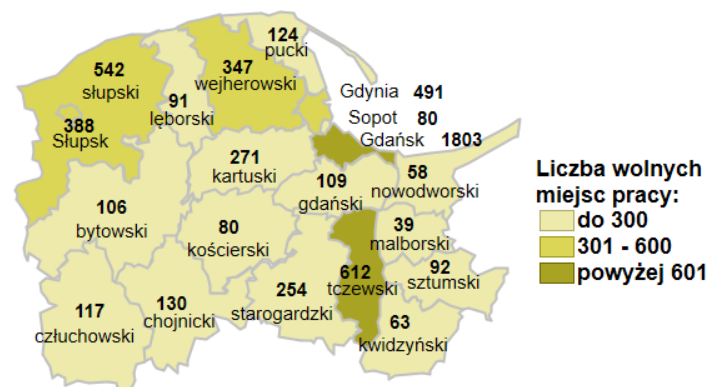 124
pucki
542
słupski
347
wejherowski
Gdynia 491
91
lęborski
Sopot 80
388
Słupsk
Gdańsk 1803
271
kartuski
109
gdański
58
nowodworski
106
bytowski
80
kościerski
39
malborski
612
tczewski
92
sztumski
254
starogardzki
117
człuchowski
130
chojnicki
63
kwidzyński
Liczba wolnych
miejsc pracy:
do 300
301 - 600
powyżej 601